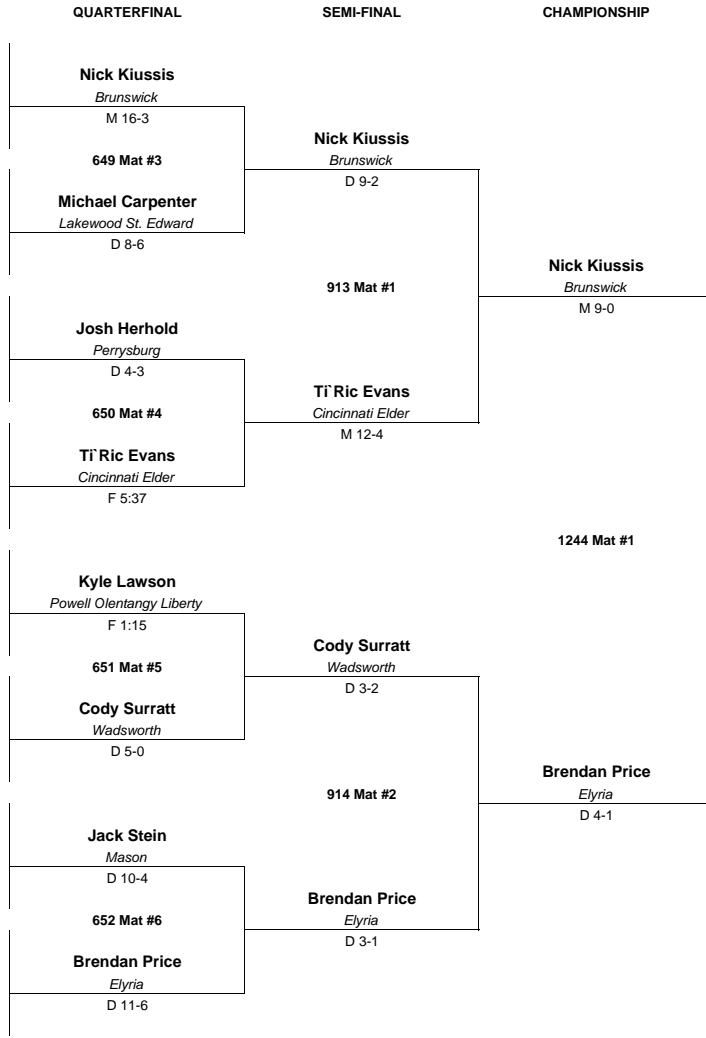 QUARTERFINAL SEMI-FINAL CHAMPIONSHIP
Nick Kiussis
Brunswick
M 16-3
649 Mat #3
Michael Carpenter
Lakewood St. Edward
D 8-6
Nick Kiussis
Brunswick
D 9-2
Josh Herhold
Perrysburg
D 4-3
650 Mat #4
Ti`Ric Evans
Cincinnati Elder
F 5:37
913 Mat #1
Ti`Ric Evans
Cincinnati Elder
M 12-4
Nick Kiussis
Brunswick
M 9-0
1244 Mat #1
Kyle Lawson
Powell Olentangy Liberty
F 1:15
651 Mat #5
Cody Surratt
Wadsworth
D 5-0
Cody Surratt
Wadsworth
D 3-2
Jack Stein
Mason
D 10-4
652 Mat #6
Brendan Price
Elyria
D 11-6
914 Mat #2
Brendan Price
Elyria
D 3-1
Brendan Price
Elyria
D 4-1